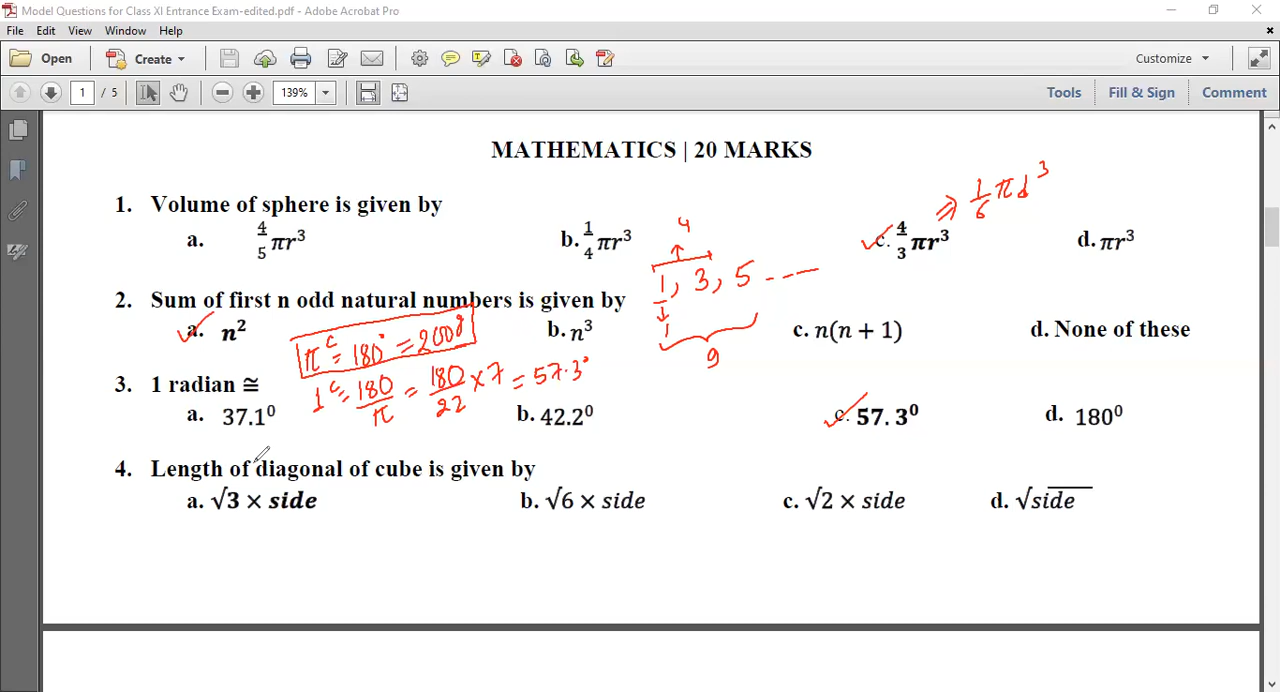 Model Questions for Class XI Entrance Exam-edited.pdf - Adobe Acrobat Pro
File Edit View Window Help
Open Create Customize
1 / 5 139% Tools Fill & Sign Comment
MATHEMATICS | 20 MARKS
1. Volume of sphere is given by
⇒ 1/6 πd³
a. 4/5 πr³ b. 1/4 πr³ c. 4/3 πr³ d. πr³
4
1, 3, 5 ----
1
9
2. Sum of first n odd natural numbers is given by
a. n² b. n³ c. n(n + 1) d. None of these
πᶜ = 180° = 200g
3. 1 radian ≅
1ᶜ = 180/π = 180/22 × 7 = 57.3°
a. 37.1⁰ b. 42.2⁰ c. 57.3⁰ d. 180⁰
4. Length of diagonal of cube is given by
a. √3 × side b. √6 × side c. √2 × side d. √side